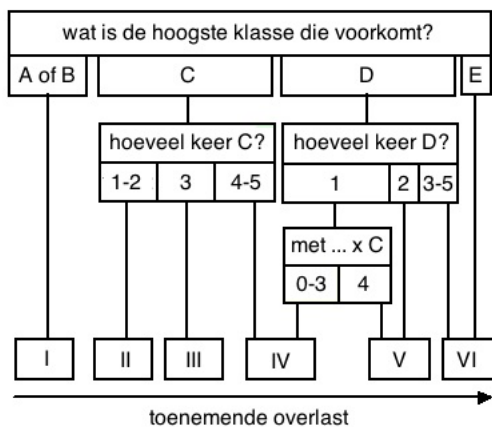 wat is de hoogste klasse die voorkomt?
A of B C D E
hoeveel keer C? hoeveel keer D?
1-2 3 4-5 1 2 3-5
met ... x C
0-3 4
I II III IV V VI
toenemende overlast